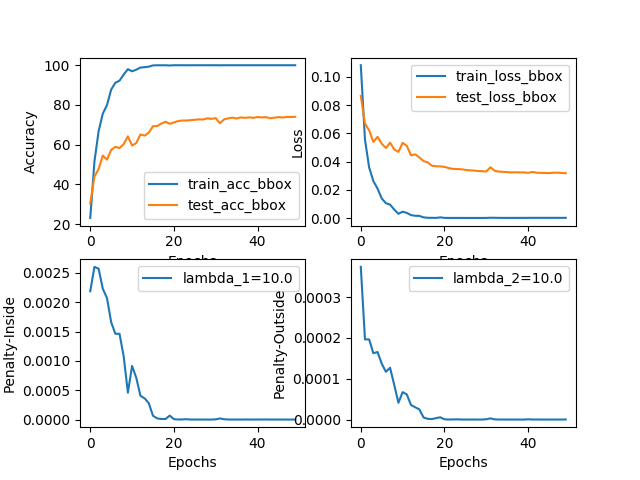 100
80
60
40
20
Accuracy
train_acc_bbox
test_acc_bbox
0 20 40
Epochs
0.10
0.08
0.06
0.04
0.02
0.00
Loss
train_loss_bbox
test_loss_bbox
0 20 40
Epochs
0.0025
0.0020
0.0015
0.0010
0.0005
0.0000
Penalty-Inside
lambda_1=10.0
0 20 40
Epochs
0.0003
0.0002
0.0001
0.0000
Penalty-Outside
lambda_2=10.0
0 20 40
Epochs